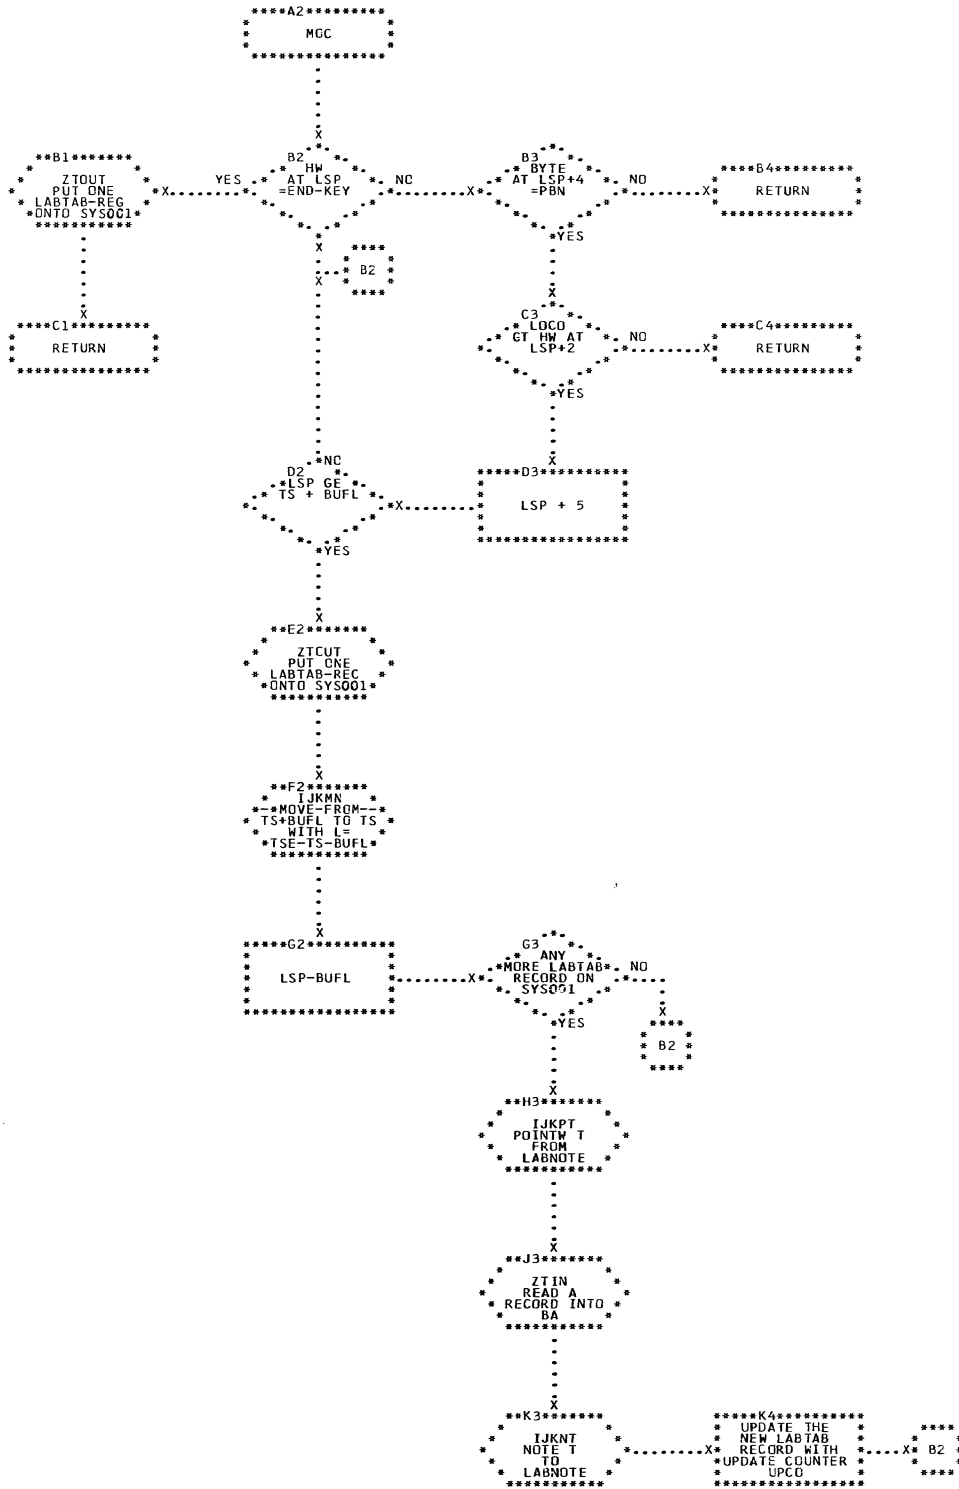 A2
MGC
B1
ZTOUT
PUT ONE
LABTAB-REG
ONTO SYS001
YES
B2
HW
AT LSP
=END-KEY
NC
B3
BYTE
AT LSP+4
=PBN
NO
B4
RETURN
YES
B2
C1
RETURN
C3
LOCO
GT HW AT
LSP+2
NO
C4
RETURN
YES
NC
D2
LSP GE
TS + BUFL
D3
LSP + 5
YES
E2
ZTCUT
PUT ONE
LABTAB-REC
ONTO SYS001
F2
IJKMN
MOVE-FROM
TS+BUFL TO TS
WITH L=
TSE-TS-BUFL
G2
LSP-BUFL
G3
ANY
MORE LABTAB
RECORD ON
SYS001
NO
YES
B2
H3
IJKPT
POINTW T
FROM
LABNOTE
J3
ZTIN
READ A
RECORD INTO
BA
K3
IJKNT
NOTE T
TO
LABNOTE
K4
UPDATE THE
NEW LABTAB
RECORD WITH
UPDATE COUNTER
UPCO
B2